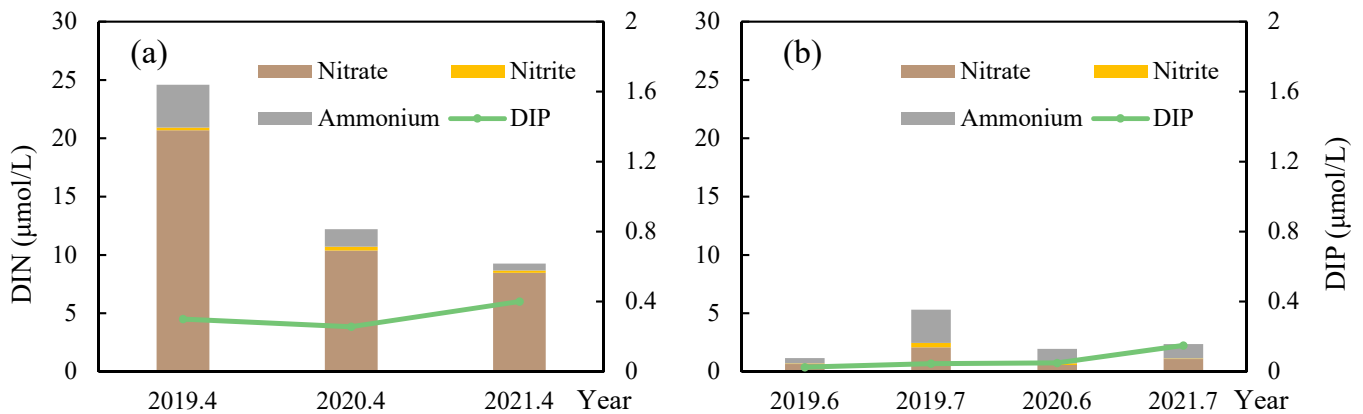 (a)
Nitrate
Nitrite
Ammonium
DIP
DIN (μmol/L)
30
25
20
15
10
5
0
2
1.6
1.2
0.8
0.4
0
2019.4 2020.4 2021.4 Year
(b)
Nitrate
Nitrite
Ammonium
DIP
30
25
20
15
10
5
0
2
1.6
1.2
0.8
0.4
0
DIP (μmol/L)
2019.6 2019.7 2020.6 2021.7 Year